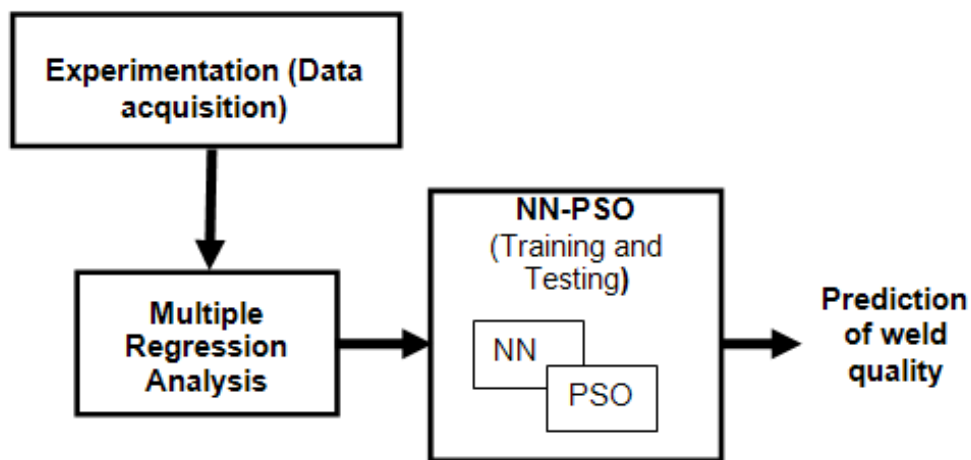 Experimentation (Data
acquisition)
Multiple
Regression
Analysis
NN-PSO
(Training and
Testing)
NN
PSO
Prediction
of weld
quality